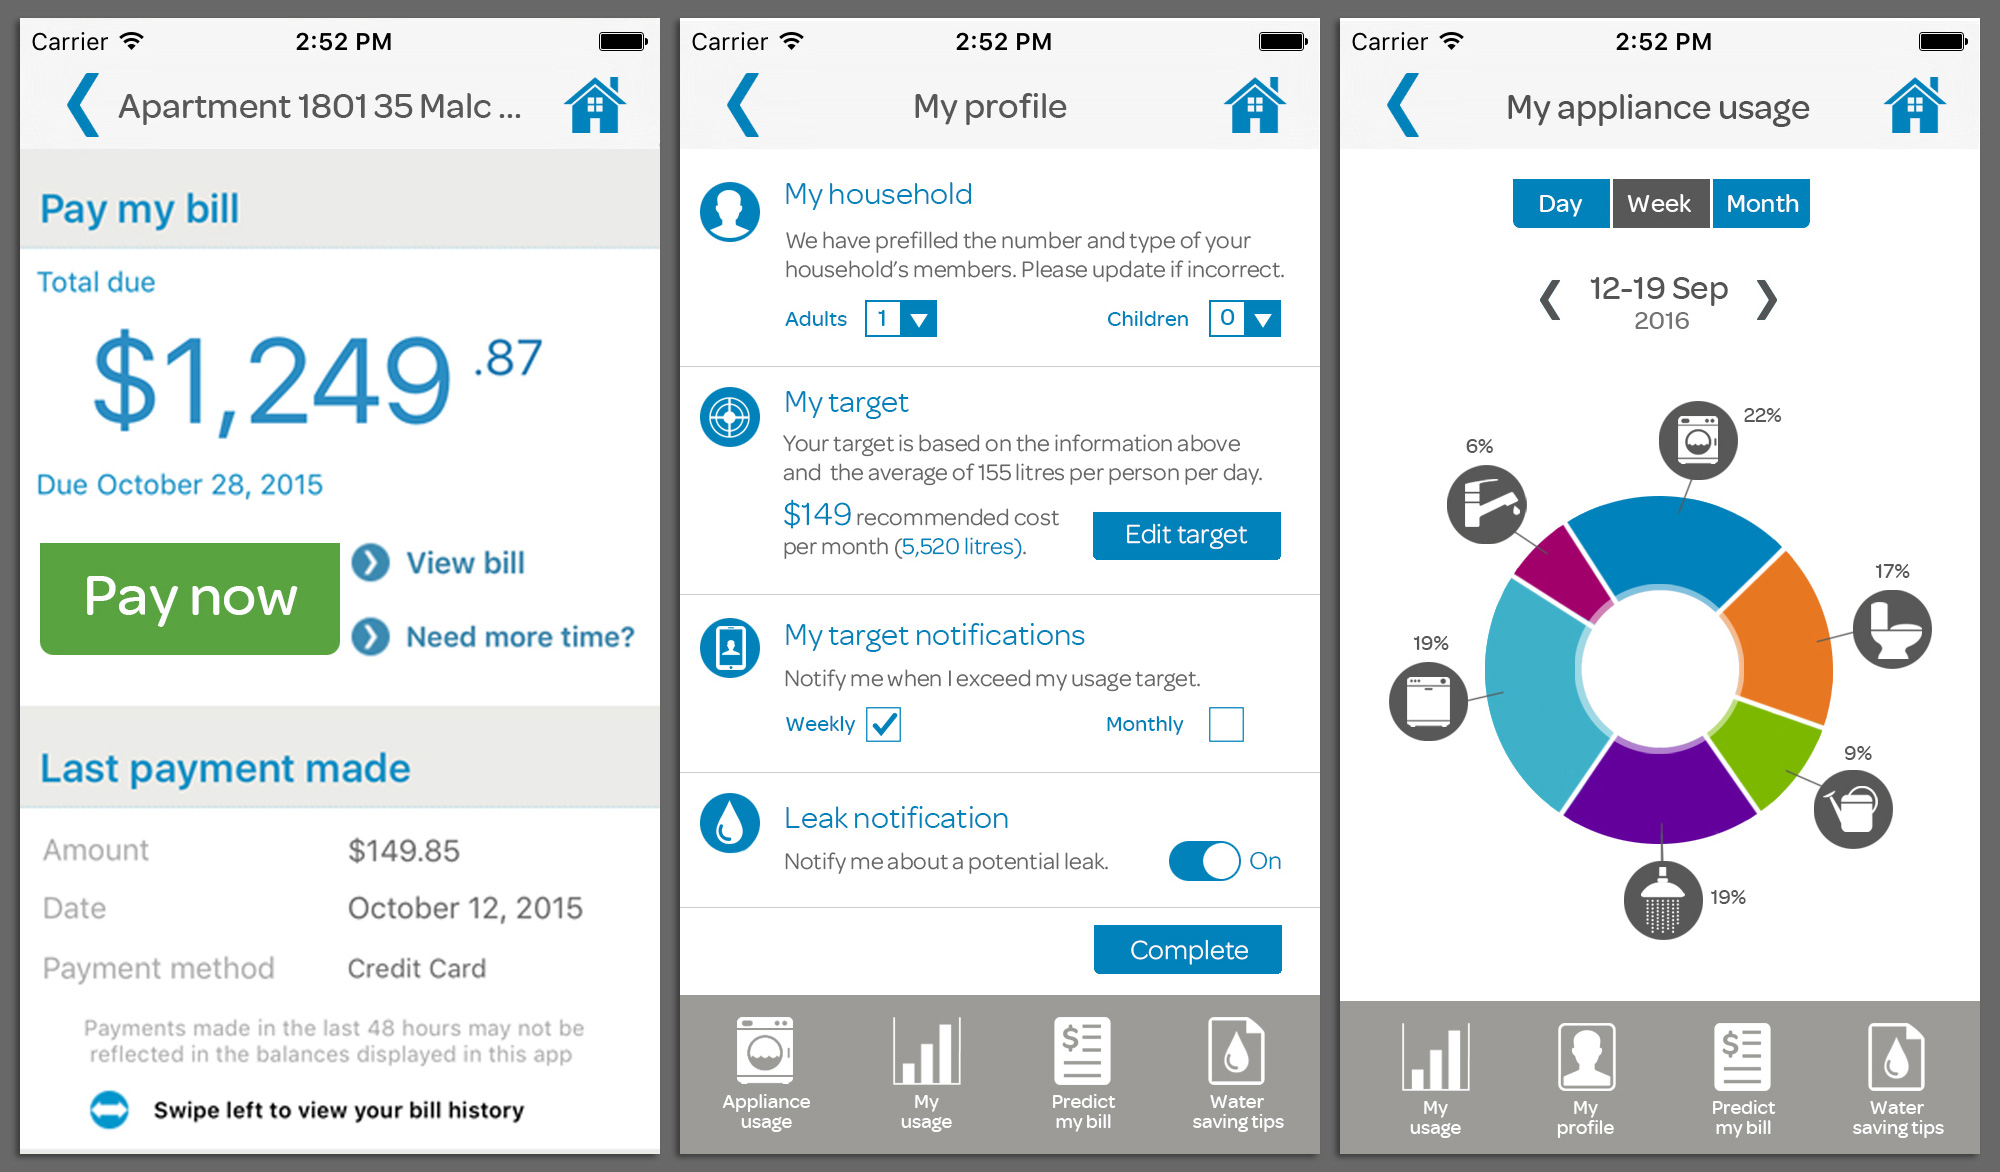 Carrier 2:52 PM
Apartment 1801 35 Malc ...
Pay my bill
Total due
$1,249.87
Due October 28, 2015
Pay now
View bill
Need more time?
Last payment made
Amount $149.85
Date October 12, 2015
Payment method Credit Card
Payments made in the last 48 hours may not be
reflected in the balances displayed in this app
Swipe left to view your bill history
Carrier 2:52 PM
My profile
My household
We have prefilled the number and type of your
household’s members. Please update if incorrect.
Adults 1 Children 0
My target
Your target is based on the information above
and the average of 155 litres per person per day.
$149 recommended cost
per month (5,520 litres).
Edit target
My target notifications
Notify me when I exceed my usage target.
Weekly Monthly
Leak notification
Notify me about a potential leak.
On
Complete
Appliance
usage
My
usage
Predict
my bill
Water
saving tips
Carrier 2:52 PM
My appliance usage
Day Week Month
12-19 Sep
2016
22%
6%
17%
19%
9%
19%
My
usage
My
profile
$
Predict
my bill
Water
saving tips